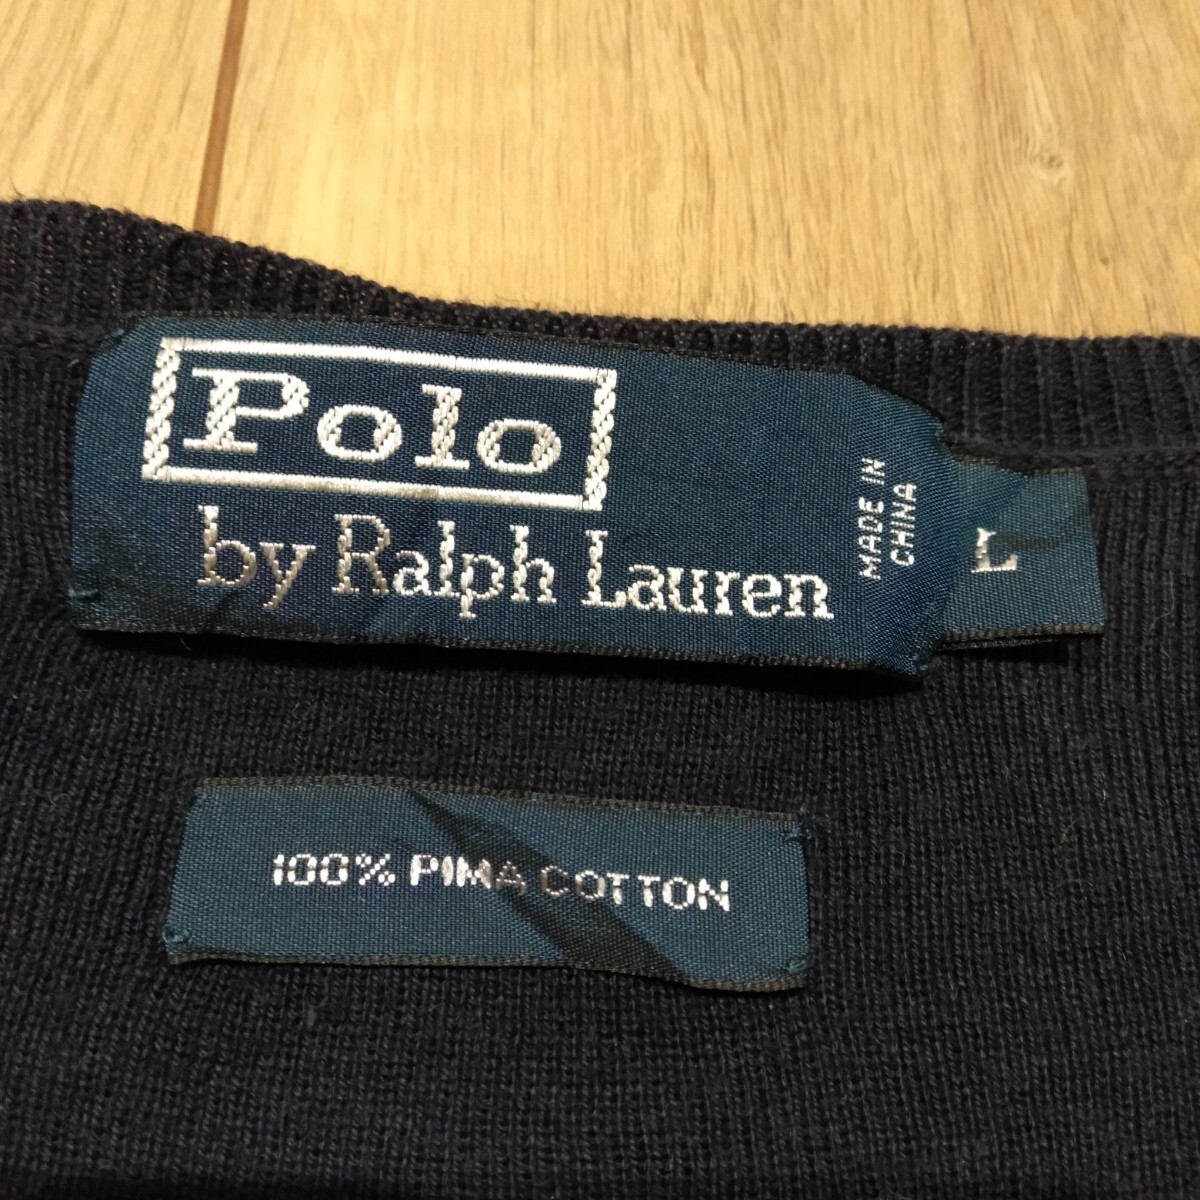 Polo
by Ralph Lauren
MADE IN
CHINA
L
100% PIMA COTTON